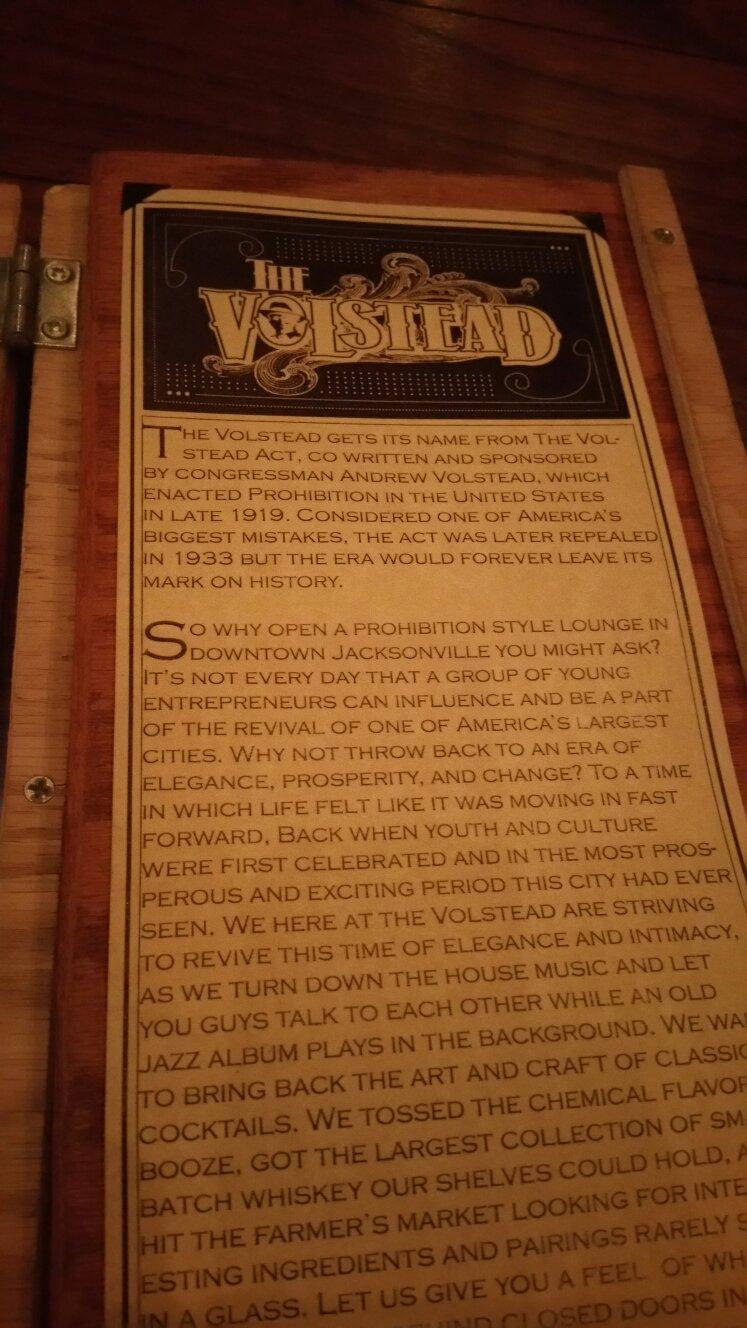 THE
VOLSTEAD
THE VOLSTEAD GETS ITS NAME FROM THE VOL-
STEAD ACT, CO WRITTEN AND SPONSORED
BY CONGRESSMAN ANDREW VOLSTEAD, WHICH
ENACTED PROHIBITION IN THE UNITED STATES
IN LATE 1919. CONSIDERED ONE OF AMERICA'S
BIGGEST MISTAKES, THE ACT WAS LATER REPEALED
IN 1933 BUT THE ERA WOULD FOREVER LEAVE ITS
MARK ON HISTORY.
SO WHY OPEN A PROHIBITION STYLE LOUNGE IN
DOWNTOWN JACKSONVILLE YOU MIGHT ASK?
IT'S NOT EVERY DAY THAT A GROUP OF YOUNG
ENTREPRENEURS CAN INFLUENCE AND BE A PART
OF THE REVIVAL OF ONE OF AMERICA'S LARGEST
CITIES. WHY NOT THROW BACK TO AN ERA OF
ELEGANCE, PROSPERITY, AND CHANGE? TO A TIME
IN WHICH LIFE FELT LIKE IT WAS MOVING IN FAST
FORWARD, BACK WHEN YOUTH AND CULTURE
WERE FIRST CELEBRATED AND IN THE MOST PROS-
PEROUS AND EXCITING PERIOD THIS CITY HAD EVER
SEEN. WE HERE AT THE VOLSTEAD ARE STRIVING
TO REVIVE THIS TIME OF ELEGANCE AND INTIMACY,
AS WE TURN DOWN THE HOUSE MUSIC AND LET
YOU GUYS TALK TO EACH OTHER WHILE AN OLD
JAZZ ALBUM PLAYS IN THE BACKGROUND. WE
TO BRING BACK THE ART AND CRAFT OF CLASSIC
COCKTAILS. WE TOSSED THE CHEMICAL FLAVOR
BOOZE, GOT THE LARGEST COLLECTION OF
BATCH WHISKEY OUR SHELVES COULD HOLD,
HIT THE FARMER'S MARKET LOOKING FOR INTE
ESTING INGREDIENTS AND PAIRINGS RARELY
IN A GLASS. LET US GIVE YOU A FEEL OF
BEHIND CLOSED DOORS IN